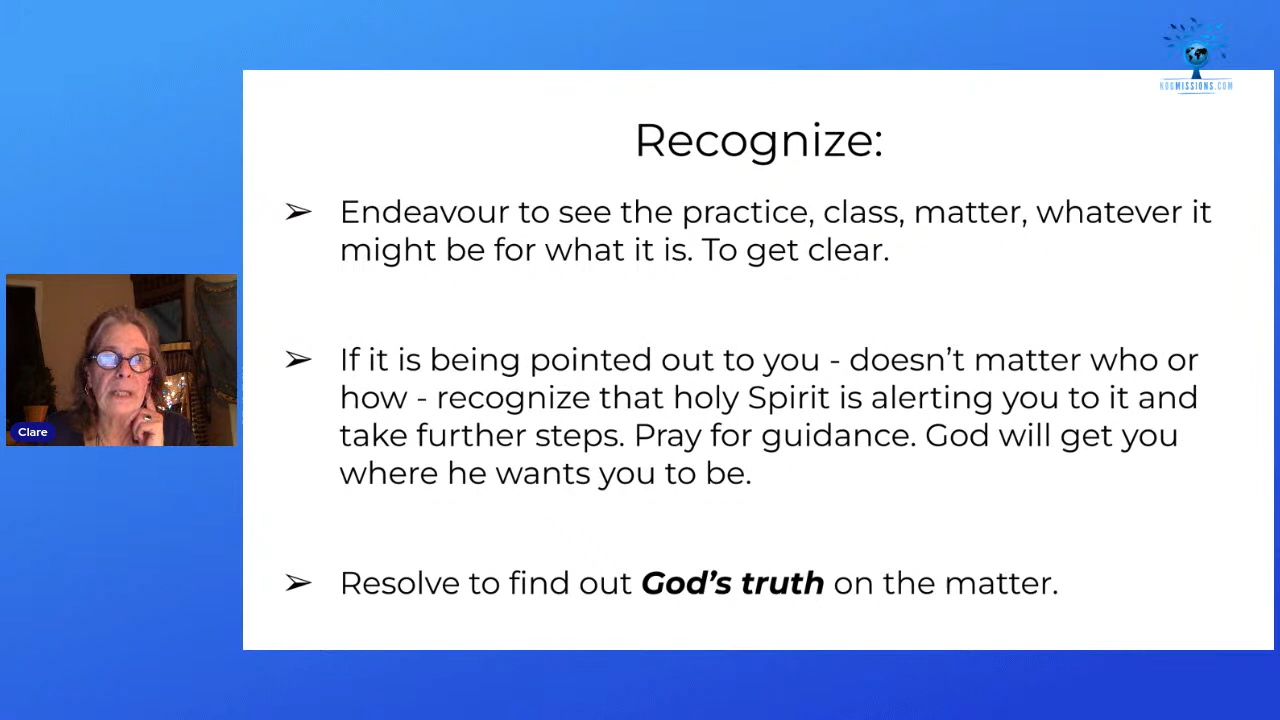 KOGMISSIONS.COM
Recognize:
➢ Endeavour to see the practice, class, matter, whatever it
might be for what it is. To get clear.
➢ If it is being pointed out to you - doesn’t matter who or
how - recognize that holy Spirit is alerting you to it and
take further steps. Pray for guidance. God will get you
where he wants you to be.
Clare
➢ Resolve to find out God’s truth on the matter.